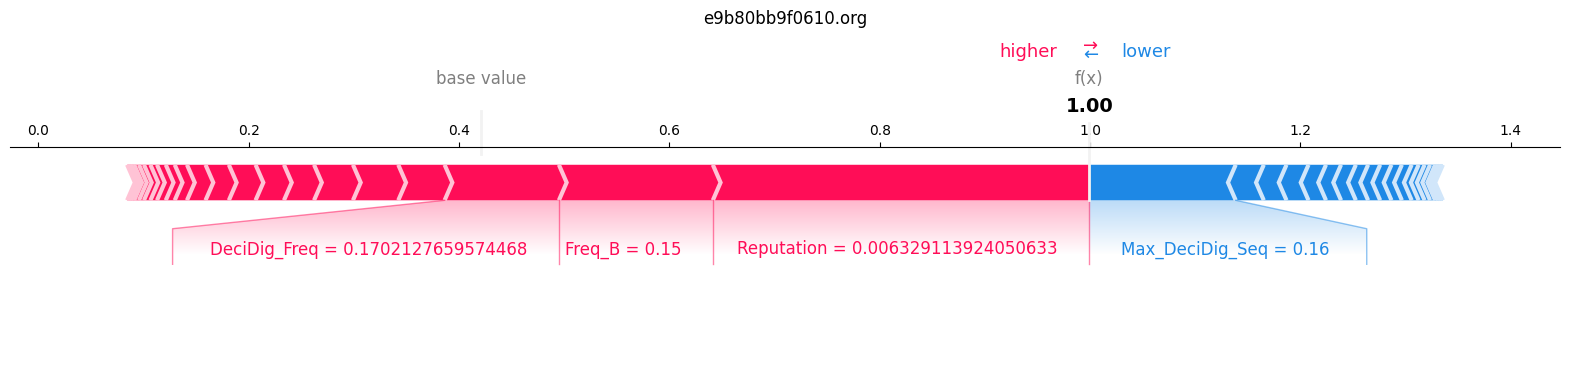 e9b80bb9f0610.org
higher ⇄ lower
base value f(x)
1.00
0.0 0.2 0.4 0.6 0.8 1.0 1.2 1.4
DeciDig_Freq = 0.1702127659574468 Freq_B = 0.15 Reputation = 0.006329113924050633 Max_DeciDig_Seq = 0.16